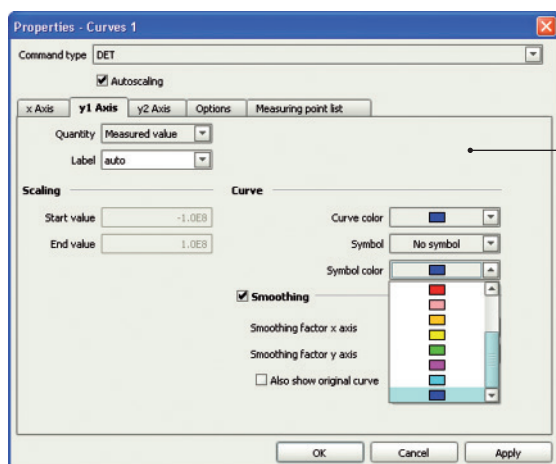 Properties - Curves 1
Command type DET
Autoscaling
x Axis y1 Axis y2 Axis Options Measuring point list
Quantity Measured value
Label auto
Scaling Curve
Start value -1.0E8 Curve color
End value 1.0E8 Symbol No symbol
Symbol color
Smoothing
Smoothing factor x axis
Smoothing factor y axis
Also show original curve
OK Cancel Apply